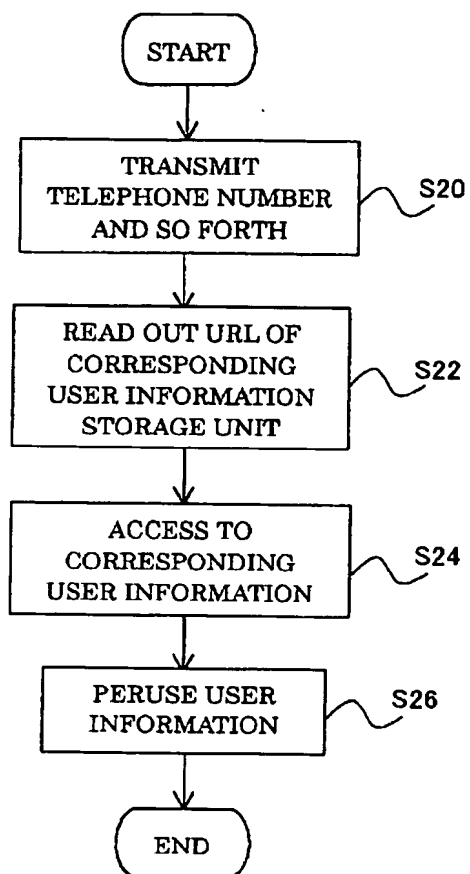 START
TRANSMIT
TELEPHONE NUMBER
AND SO FORTH
S20
READ OUT URL OF
CORRESPONDING
USER INFORMATION
STORAGE UNIT
S22
ACCESS TO
CORRESPONDING
USER INFORMATION
S24
PERUSE USER
INFORMATION
S26
END